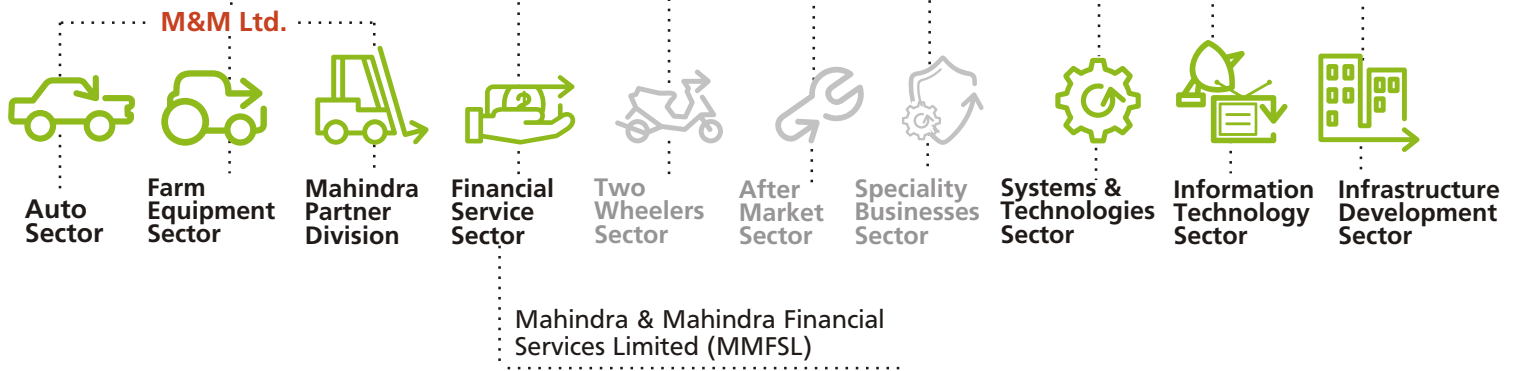 M&M Ltd.
Auto
Sector
Farm
Equipment
Sector
Mahindra
Partner
Division
Financial
Service
Sector
Two
Wheelers
Sector
After
Market
Sector
Speciality
Businesses
Sector
Systems &
Technologies
Sector
Information
Technology
Sector
Infrastructure
Development
Sector
Mahindra & Mahindra Financial
Services Limited (MMFSL)